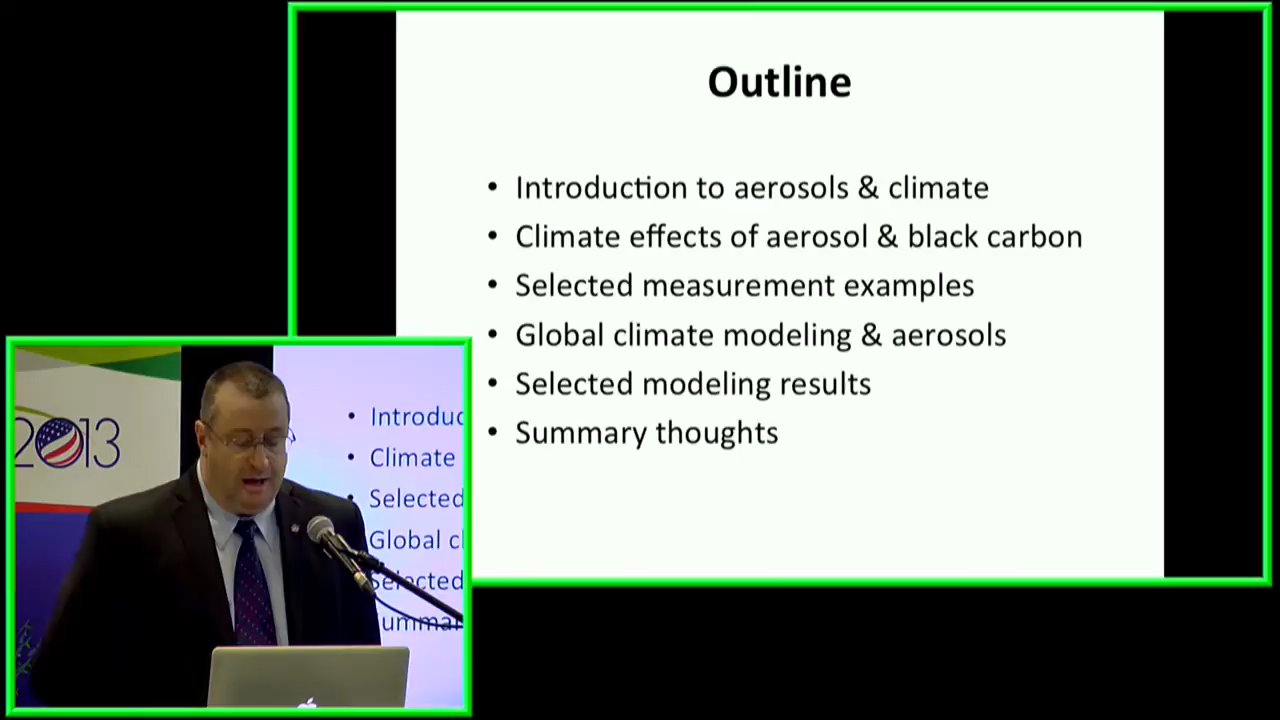 Outline
• Introduction to aerosols & climate
• Climate effects of aerosol & black carbon
• Selected measurement examples
• Global climate modeling & aerosols
• Selected modeling results
• Summary thoughts
2013
• Introduc
• Climate
• Selected
Global cl
Selected
ummar